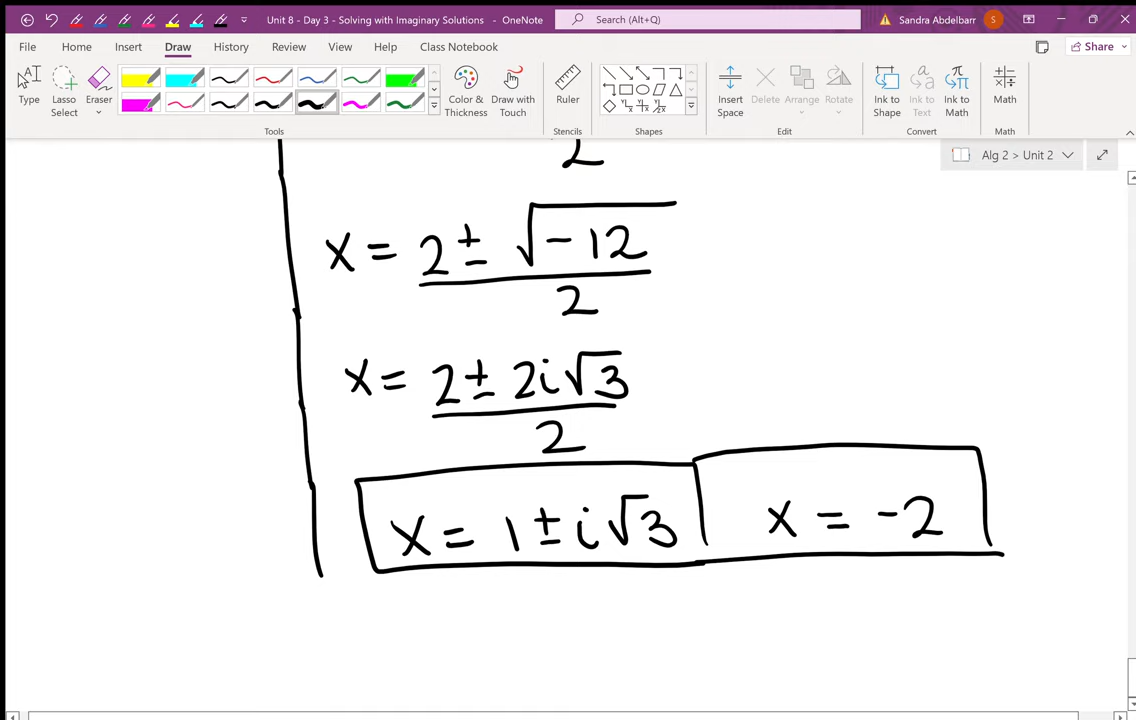 Unit 8 - Day 3 - Solving with Imaginary Solutions - OneNote
Search (Alt+Q)
Sandra Abdelbarr S
File Home Insert Draw History Review View Help Class Notebook Share
Type Lasso Select Eraser Color & Thickness Draw with Touch Ruler Insert Space Delete Arrange Rotate Ink to Shape Ink to Text Ink to Math Math
Tools Stencils Shapes Edit Convert Math
Alg 2 > Unit 2
2
x = 2 ± √-12
2
x = 2 ± 2i√3
2
x = 1 ± i√3 x = -2